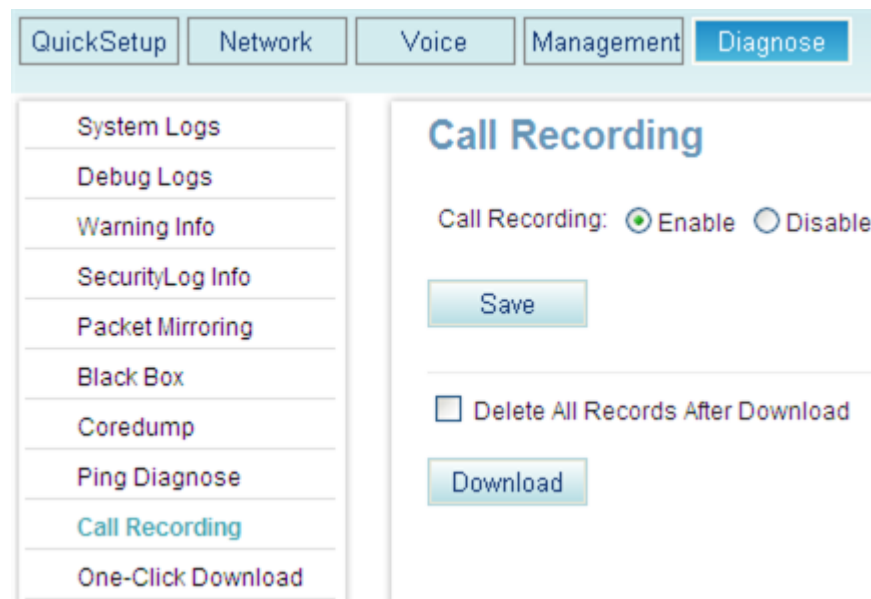 QuickSetup Network Voice Management Diagnose
System Logs
Debug Logs
Warning Info
SecurityLog Info
Packet Mirroring
Black Box
Coredump
Ping Diagnose
Call Recording
One-Click Download
Call Recording
Call Recording: Enable Disable
Save
Delete All Records After Download
Download